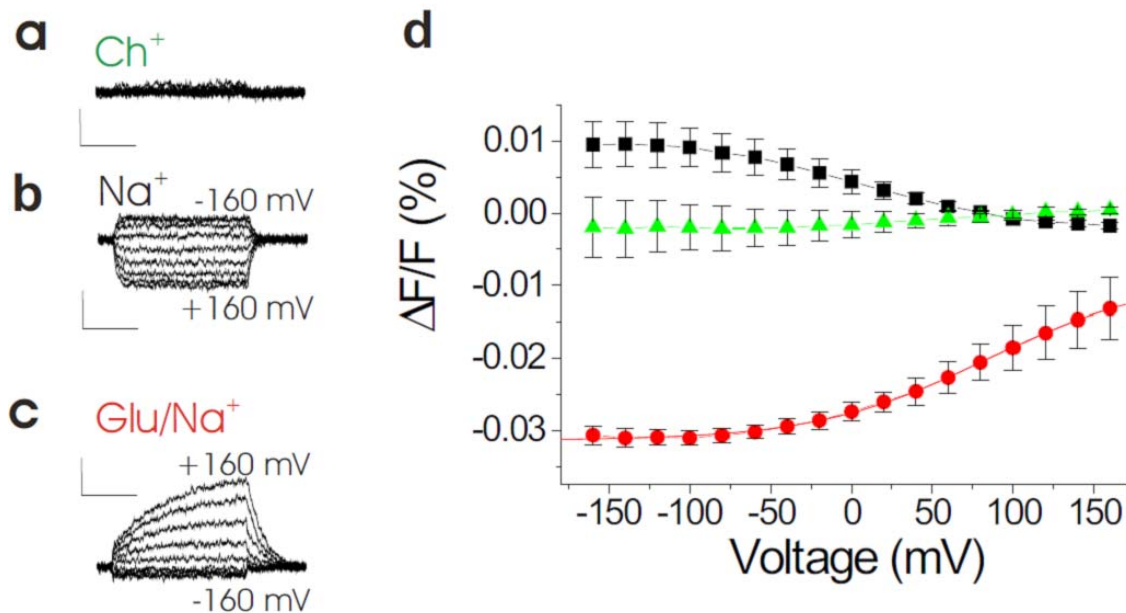 a
Ch+
b
Na+
-160 mV
+160 mV
c
Glu/Na+
+160 mV
-160 mV
d
0.01
0.00
-0.01
-0.02
-0.03
ΔF/F (%)
-150 -100 -50 0 50 100 150
Voltage (mV)